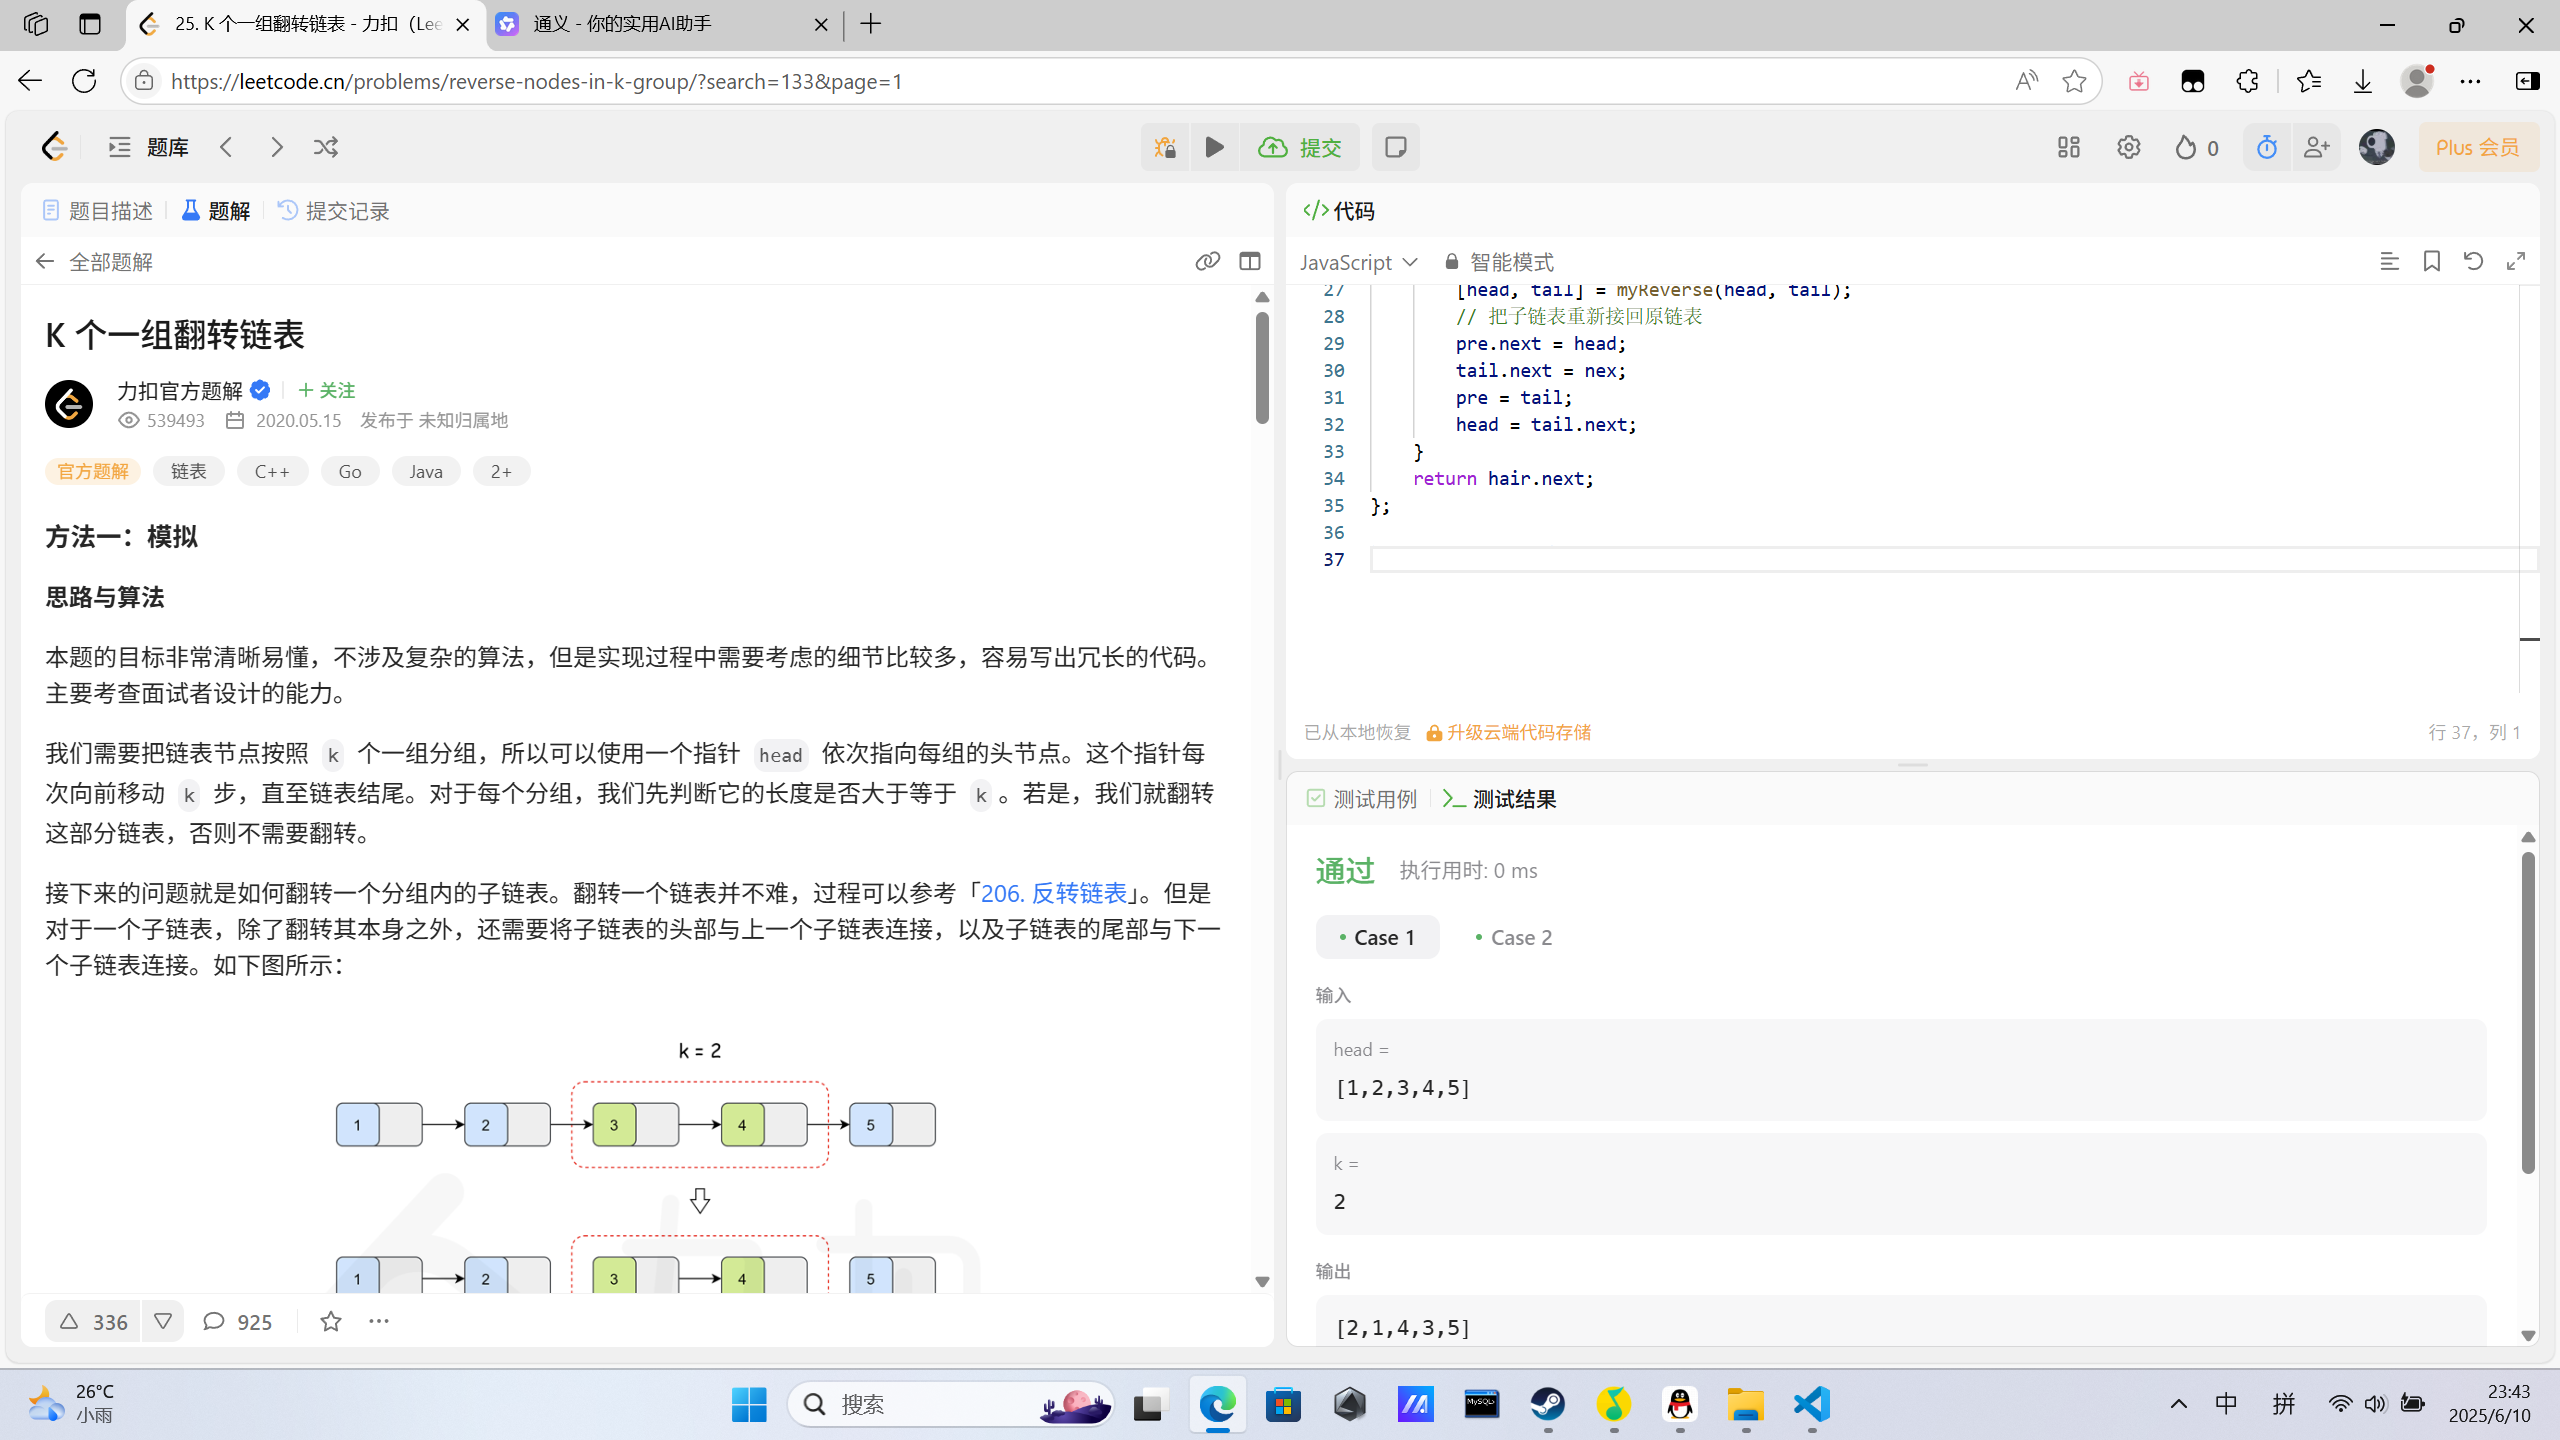 25. K 个一组翻转链表 - 力扣（Lee
通义 - 你的实用AI助手
https://leetcode.cn/problems/reverse-nodes-in-k-group/?search=133&page=1
题库
提交
0
Plus 会员
题目描述
题解
提交记录
全部题解
K 个一组翻转链表
力扣官方题解
+ 关注
539493
2020.05.15
发布于 未知归属地
官方题解
链表
C++
Go
Java
2+
方法一：模拟
思路与算法
本题的目标非常清晰易懂，不涉及复杂的算法，但是实现过程中需要考虑的细节比较多，容易写出冗长的代码。
主要考查面试者设计的能力。
我们需要把链表节点按照 k 个一组分组，所以可以使用一个指针 head 依次指向每组的头节点。这个指针每
次向前移动 k 步，直至链表结尾。对于每个分组，我们先判断它的长度是否大于等于 k 。若是，我们就翻转
这部分链表，否则不需要翻转。
接下来的问题就是如何翻转一个分组内的子链表。翻转一个链表并不难，过程可以参考「206. 反转链表」。但是
对于一个子链表，除了翻转其本身之外，还需要将子链表的头部与上一个子链表连接，以及子链表的尾部与下一
个子链表连接。如下图所示：
k = 2
1 2 3 4 5
1 2 3 4 5
336
925
</>代码
JavaScript
智能模式
27 [head, tail] = myReverse(head, tail);
28 // 把子链表重新接回原链表
29 pre.next = head;
30 tail.next = nex;
31 pre = tail;
32 head = tail.next;
33 }
34 return hair.next;
35 };
36
37
已从本地恢复
升级云端代码存储
行 37，列 1
测试用例
测试结果
通过
执行用时: 0 ms
• Case 1
• Case 2
输入
head =
[1,2,3,4,5]
k =
2
输出
[2,1,4,3,5]
26°C
小雨
搜索
MySQL
中
拼
23:43
2025/6/10